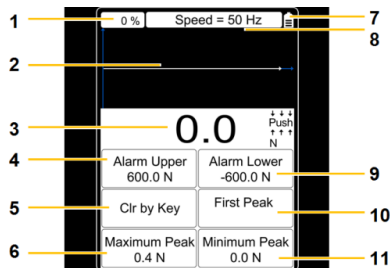 1
0 %
Speed = 50 Hz
7
8
2
3
0.0
Push
N
4
Alarm Upper
600.0 N
Alarm Lower
-600.0 N
9
5
Clr by Key
First Peak
10
6
Maximum Peak
0.4 N
Minimum Peak
0.0 N
11